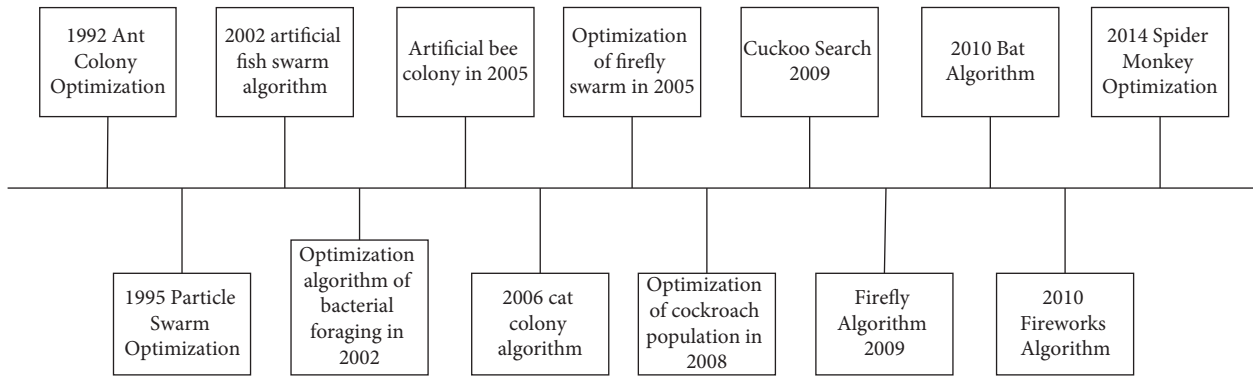 1992 Ant
Colony
Optimization
2002 artificial
fish swarm
algorithm
Artificial bee
colony in 2005
Optimization
of firefly
swarm in 2005
Cuckoo Search
2009
2010 Bat
Algorithm
2014 Spider
Monkey
Optimization
1995 Particle
Swarm
Optimization
Optimization
algorithm of
bacterial
foraging in
2002
2006 cat
colony
algorithm
Optimization
of cockroach
population in
2008
Firefly
Algorithm
2009
2010
Fireworks
Algorithm